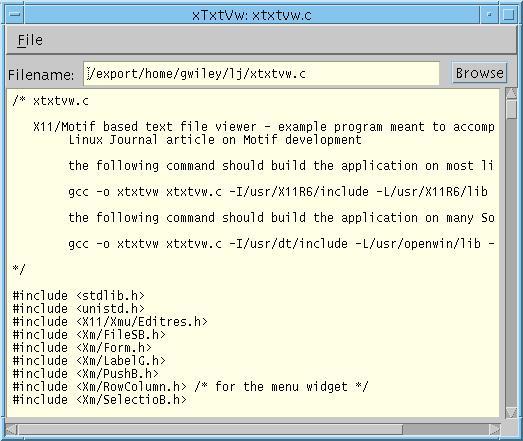 xTxtVw: xtxtvw.c
File
Filename: /export/home/gwiley/lj/xtxtvw.c Browse
/* xtxtvw.c
X11/Motif based text file viewer - example program meant to accomp
Linux Journal article on Motif development
the following command should build the application on most li
gcc -o xtxtvw xtxtvw.c -I/usr/X11R6/include -L/usr/X11R6/lib
the following command should build the application on many So
gcc -o xtxtvw xtxtvw.c -I/usr/dt/include -L/usr/openwin/lib -
*/
#include <stdlib.h>
#include <unistd.h>
#include <X11/Xmu/Editres.h>
#include <Xm/FileSB.h>
#include <Xm/Form.h>
#include <Xm/LabelG.h>
#include <Xm/PushB.h>
#include <Xm/RowColumn.h> /* for the menu widget */
#include <Xm/SelectioB.h>